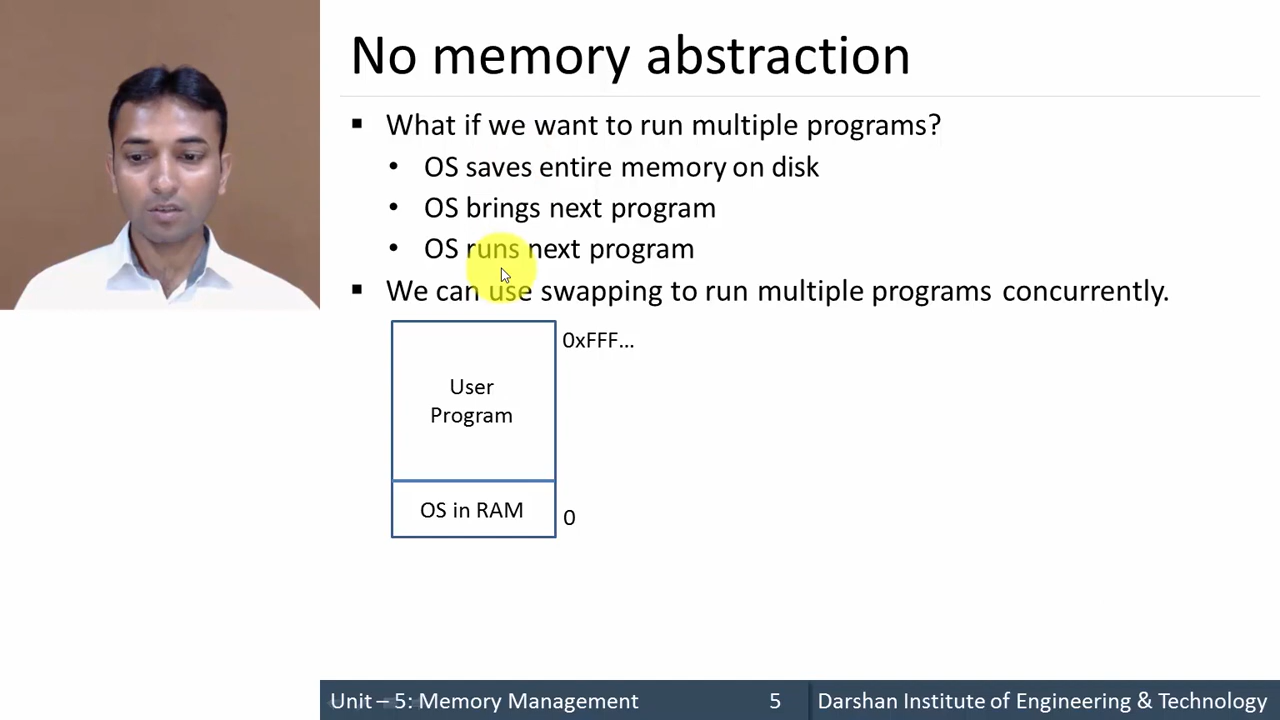 No memory abstraction
▪ What if we want to run multiple programs?
• OS saves entire memory on disk
• OS brings next program
• OS runs next program
▪ We can use swapping to run multiple programs concurrently.
0xFFF...
User
Program
OS in RAM
0
Unit – 5: Memory Management 5 Darshan Institute of Engineering & Technology